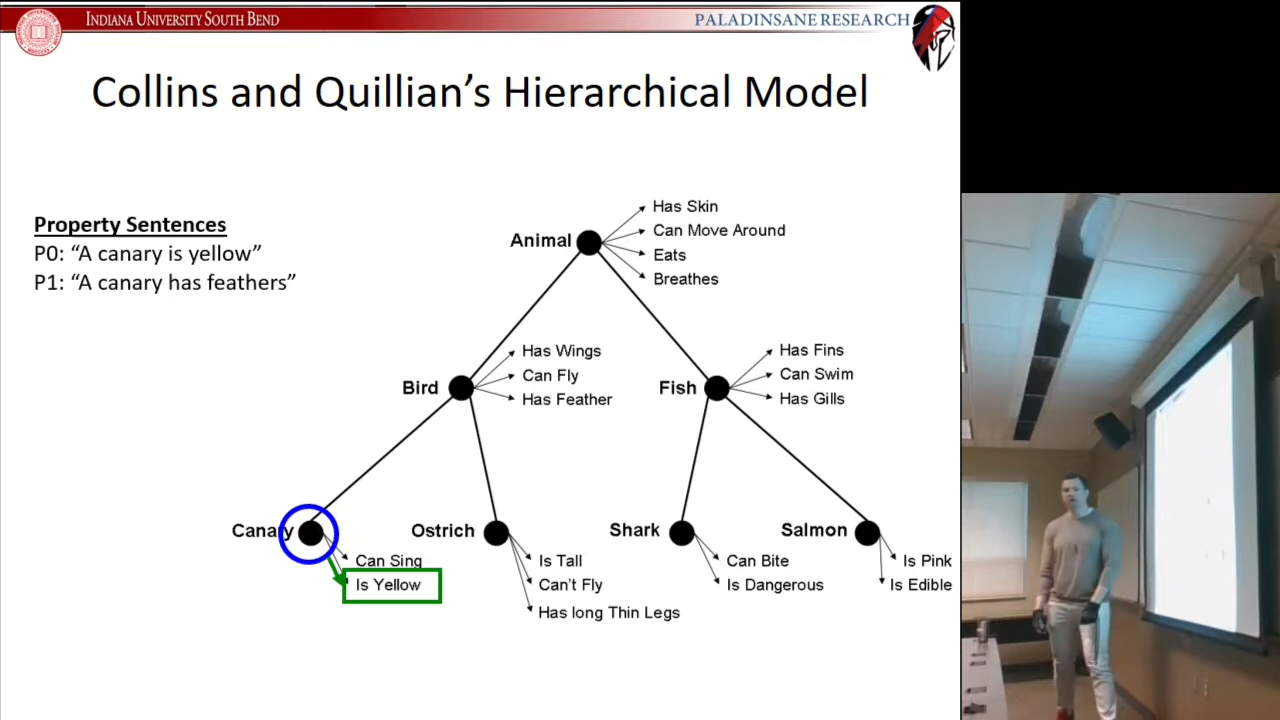 INDIANA UNIVERSITY SOUTH BEND
PALADINSANE RESEARCH
Collins and Quillian's Hierarchical Model
Property Sentences
P0: "A canary is yellow"
P1: "A canary has feathers"
Animal
Has Skin
Can Move Around
Eats
Breathes
Bird
Has Wings
Can Fly
Has Feather
Fish
Has Fins
Can Swim
Has Gills
Canary
Can Sing
Is Yellow
Ostrich
Is Tall
Can't Fly
Has long Thin Legs
Shark
Can Bite
Is Dangerous
Salmon
Is Pink
Is Edible